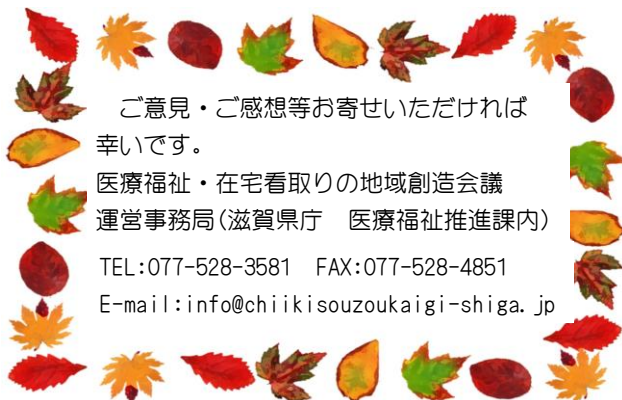 ご意見・ご感想等お寄せいただければ
幸いです。
医療福祉・在宅看取りの地域創造会議
運営事務局(滋賀県庁　医療福祉推進課内)
TEL:077-528-3581　FAX:077-528-4851
E-mail:info@chiikisouzoukaigi-shiga.jp